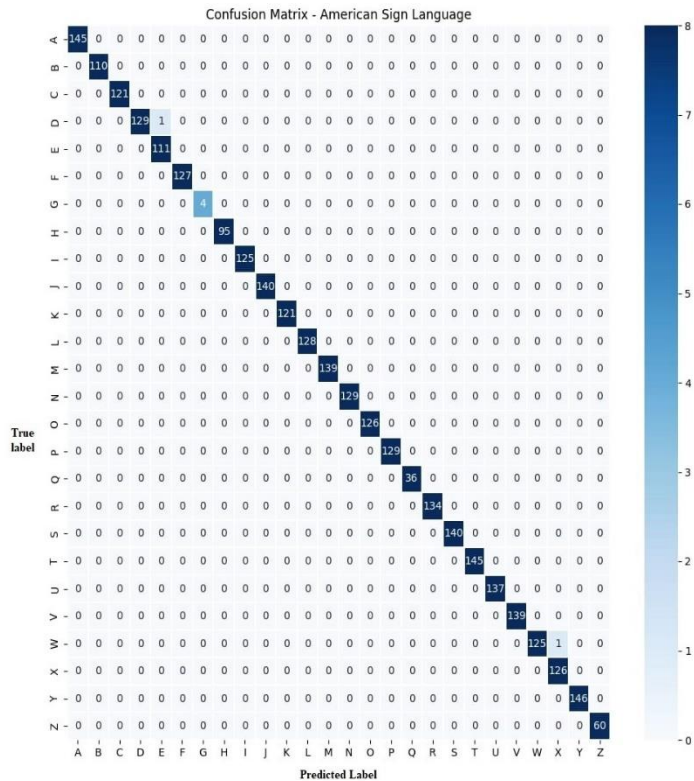 Confusion Matrix - American Sign Language
A 145 0 0 0 0 0 0 0 0 0 0 0 0 0 0 0 0 0 0 0 0 0 0 0 0 0
B 0 110 0 0 0 0 0 0 0 0 0 0 0 0 0 0 0 0 0 0 0 0 0 0 0 0
C 0 0 121 0 0 0 0 0 0 0 0 0 0 0 0 0 0 0 0 0 0 0 0 0 0 0
D 0 0 0 129 1 0 0 0 0 0 0 0 0 0 0 0 0 0 0 0 0 0 0 0 0 0
E 0 0 0 0 111 0 0 0 0 0 0 0 0 0 0 0 0 0 0 0 0 0 0 0 0 0
F 0 0 0 0 0 127 0 0 0 0 0 0 0 0 0 0 0 0 0 0 0 0 0 0 0 0
G 0 0 0 0 0 0 4 0 0 0 0 0 0 0 0 0 0 0 0 0 0 0 0 0 0 0
H 0 0 0 0 0 0 0 95 0 0 0 0 0 0 0 0 0 0 0 0 0 0 0 0 0 0
I 0 0 0 0 0 0 0 0 125 0 0 0 0 0 0 0 0 0 0 0 0 0 0 0 0 0
J 0 0 0 0 0 0 0 0 0 140 0 0 0 0 0 0 0 0 0 0 0 0 0 0 0 0
K 0 0 0 0 0 0 0 0 0 0 121 0 0 0 0 0 0 0 0 0 0 0 0 0 0 0
L 0 0 0 0 0 0 0 0 0 0 0 128 0 0 0 0 0 0 0 0 0 0 0 0 0 0
M 0 0 0 0 0 0 0 0 0 0 0 0 139 0 0 0 0 0 0 0 0 0 0 0 0 0
N 0 0 0 0 0 0 0 0 0 0 0 0 0 129 0 0 0 0 0 0 0 0 0 0 0 0
O 0 0 0 0 0 0 0 0 0 0 0 0 0 0 126 0 0 0 0 0 0 0 0 0 0 0
True
label
P 0 0 0 0 0 0 0 0 0 0 0 0 0 0 0 129 0 0 0 0 0 0 0 0 0 0
Q 0 0 0 0 0 0 0 0 0 0 0 0 0 0 0 0 36 0 0 0 0 0 0 0 0 0
R 0 0 0 0 0 0 0 0 0 0 0 0 0 0 0 0 0 134 0 0 0 0 0 0 0 0
S 0 0 0 0 0 0 0 0 0 0 0 0 0 0 0 0 0 0 140 0 0 0 0 0 0 0
T 0 0 0 0 0 0 0 0 0 0 0 0 0 0 0 0 0 0 0 145 0 0 0 0 0 0
U 0 0 0 0 0 0 0 0 0 0 0 0 0 0 0 0 0 0 0 0 137 0 0 0 0 0
V 0 0 0 0 0 0 0 0 0 0 0 0 0 0 0 0 0 0 0 0 0 139 0 0 0 0
W 0 0 0 0 0 0 0 0 0 0 0 0 0 0 0 0 0 0 0 0 0 0 125 1 0 0
X 0 0 0 0 0 0 0 0 0 0 0 0 0 0 0 0 0 0 0 0 0 0 0 126 0 0
Y 0 0 0 0 0 0 0 0 0 0 0 0 0 0 0 0 0 0 0 0 0 0 0 0 146 0
Z 0 0 0 0 0 0 0 0 0 0 0 0 0 0 0 0 0 0 0 0 0 0 0 0 0 60
A B C D E F G H I J K L M N O P Q R S T U V W X Y Z
Predicted Label
8
7
6
5
4
3
2
1
0